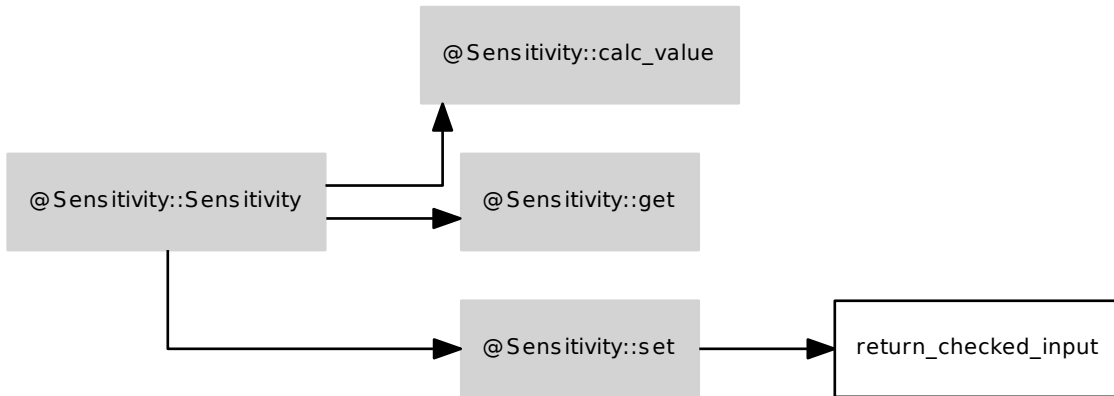 @Sensitivity::calc_value
@Sensitivity::Sensitivity
@Sensitivity::get
@Sensitivity::set
return_checked_input